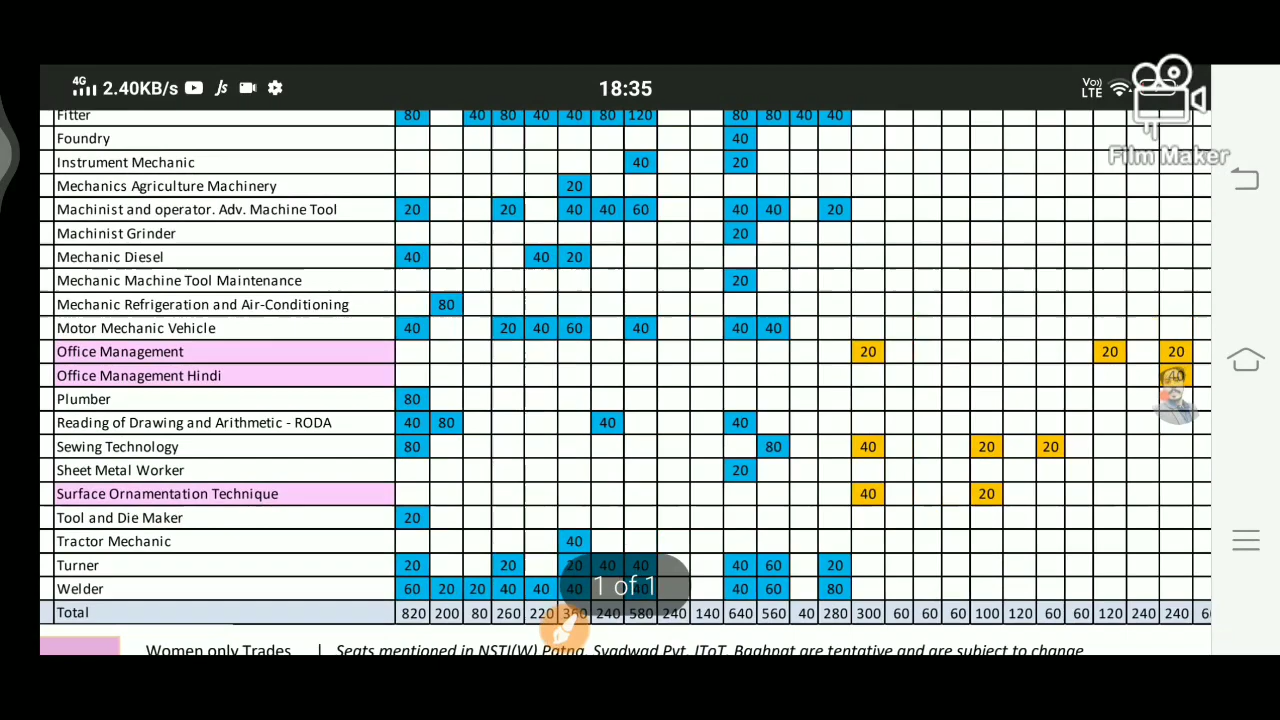 4G 2.40KB/s 18:35 Vo) LTE
Film Maker
Fitter 80 40 80 40 40 80 120 80 80 40 40
Foundry 40
Instrument Mechanic 40 20
Mechanics Agriculture Machinery 20
Machinist and operator. Adv. Machine Tool 20 20 40 40 60 40 40 20
Machinist Grinder 20
Mechanic Diesel 40 40 20
Mechanic Machine Tool Maintenance 20
Mechanic Refrigeration and Air-Conditioning 80
Motor Mechanic Vehicle 40 20 40 60 40 40 40
Office Management 20 20 20
Office Management Hindi 40
Plumber 80
Reading of Drawing and Arithmetic - RODA 40 80 40 40
Sewing Technology 80 80 40 20 20
Sheet Metal Worker 20
Surface Ornamentation Technique 40 20
Tool and Die Maker 20
Tractor Mechanic 40
Turner 20 20 20 40 40 40 60 20
Welder 60 20 20 40 40 40 40 40 60 80
1 of 1
Total 820 200 80 260 220 360 240 580 240 140 640 560 40 280 300 60 60 60 100 120 60 120 240 240
Women only Trades Seats mentioned in NSTI(W) Patna, Syadwad Pvt. IToT, Baghpat are tentative and are subject to change